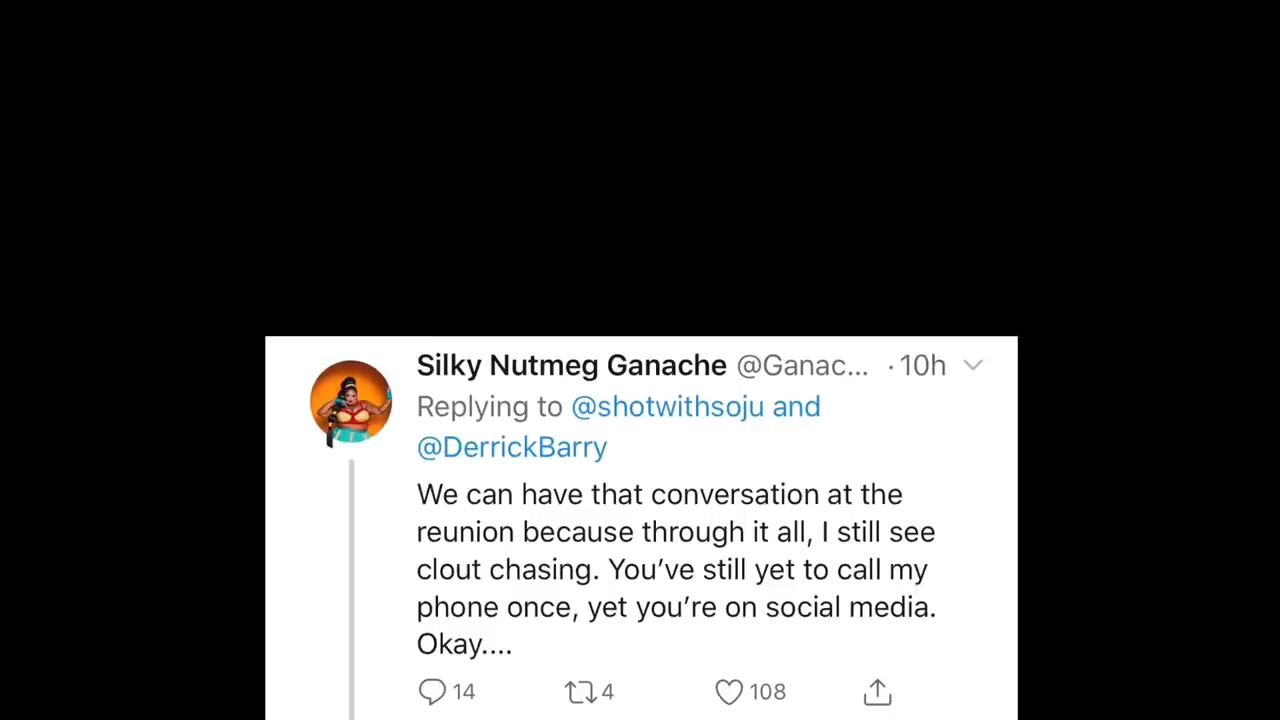 Silky Nutmeg Ganache @Ganac... · 10h
Replying to @shotwithsoju and
@DerrickBarry
We can have that conversation at the
reunion because through it all, I still see
clout chasing. You’ve still yet to call my
phone once, yet you’re on social media.
Okay....
14 4 108